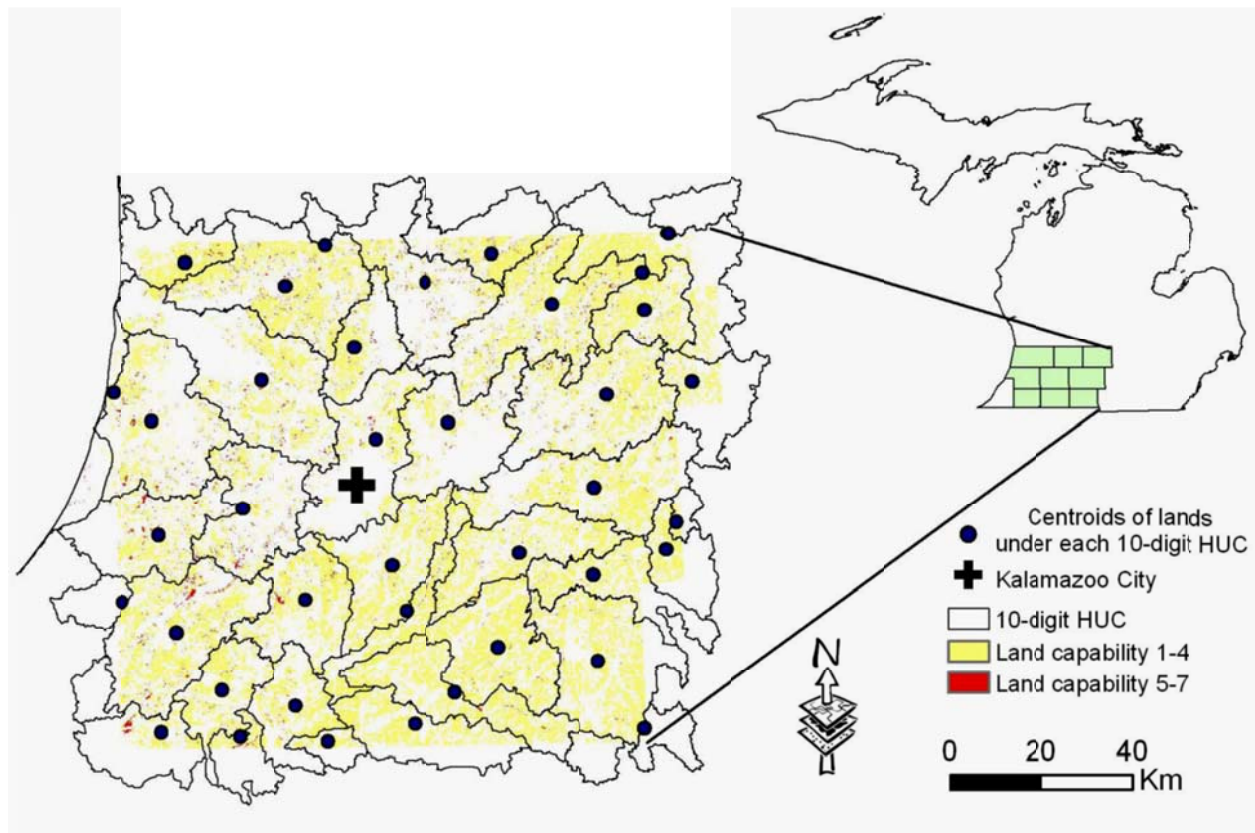 Centroids of lands
under each 10-digit HUC
Kalamazoo City
10-digit HUC
Land capability 1-4
Land capability 5-7
N
0 20 40
Km